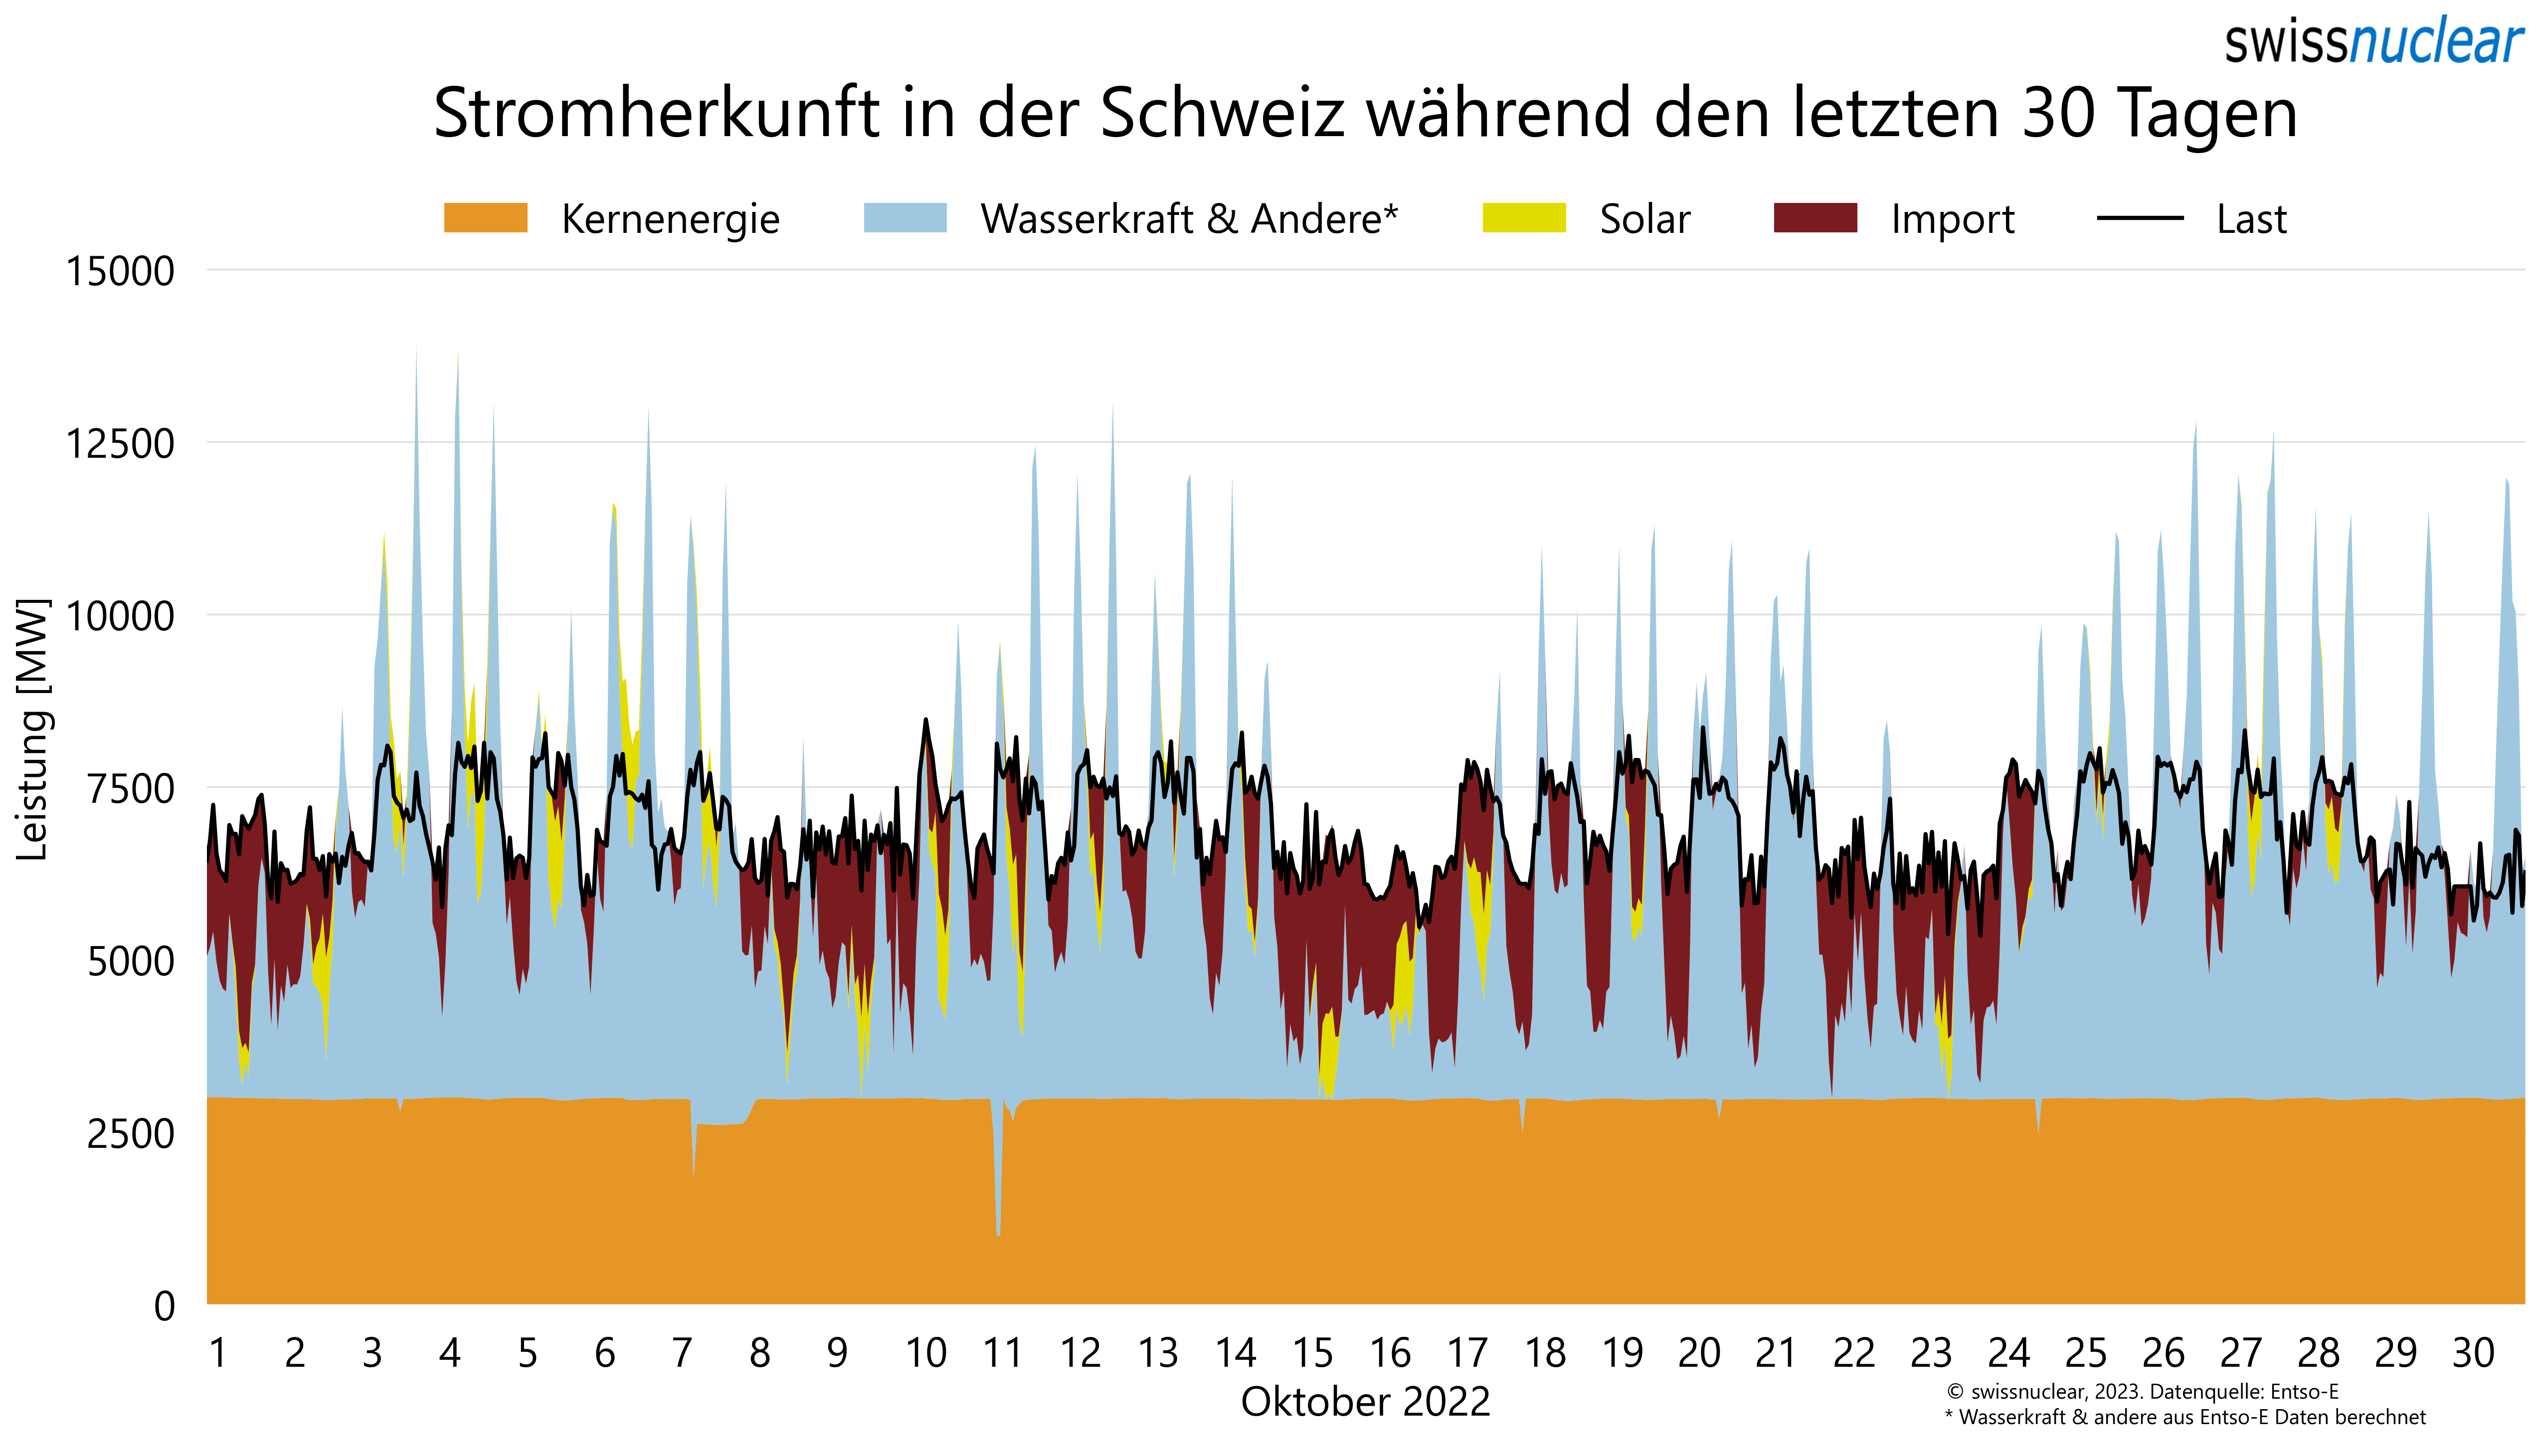 swissnuclear
Stromherkunft in der Schweiz während den letzten 30 Tagen
Kernenergie Wasserkraft & Andere* Solar Import Last
15000
12500
10000
7500
5000
2500
0
Leistung [MW]
1 2 3 4 5 6 7 8 9 10 11 12 13 14 15 16 17 18 19 20 21 22 23 24 25 26 27 28 29 30
Oktober 2022
© swissnuclear, 2023. Datenquelle: Entso-E
* Wasserkraft & andere aus Entso-E Daten berechnet